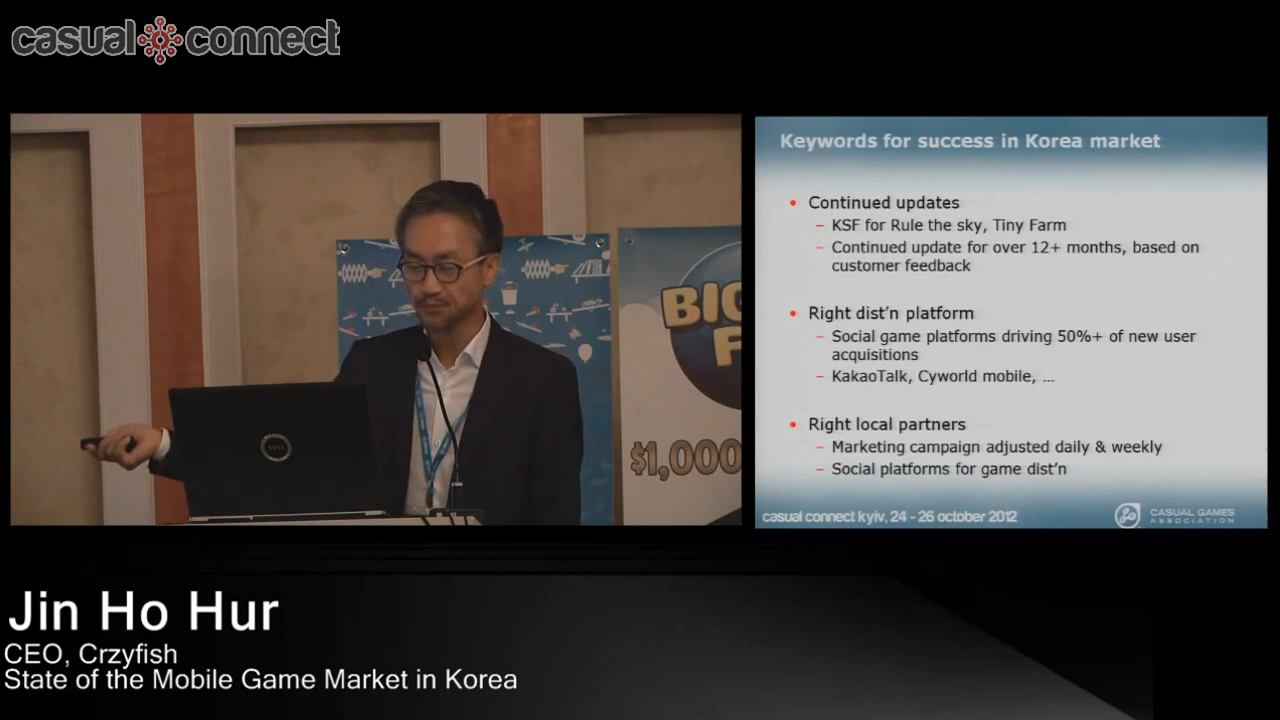 casual connect
BIG
F
$1,000
Keywords for success in Korea market
• Continued updates
– KSF for Rule the sky, Tiny Farm
– Continued update for over 12+ months, based on
customer feedback
• Right dist'n platform
– Social game platforms driving 50%+ of new user
acquisitions
– KakaoTalk, Cyworld mobile, ...
• Right local partners
– Marketing campaign adjusted daily & weekly
– Social platforms for game dist'n
casual connect kyiv, 24 - 26 october 2012
CASUAL GAMES
ASSOCIATION
Jin Ho Hur
CEO, Crzyfish
State of the Mobile Game Market in Korea